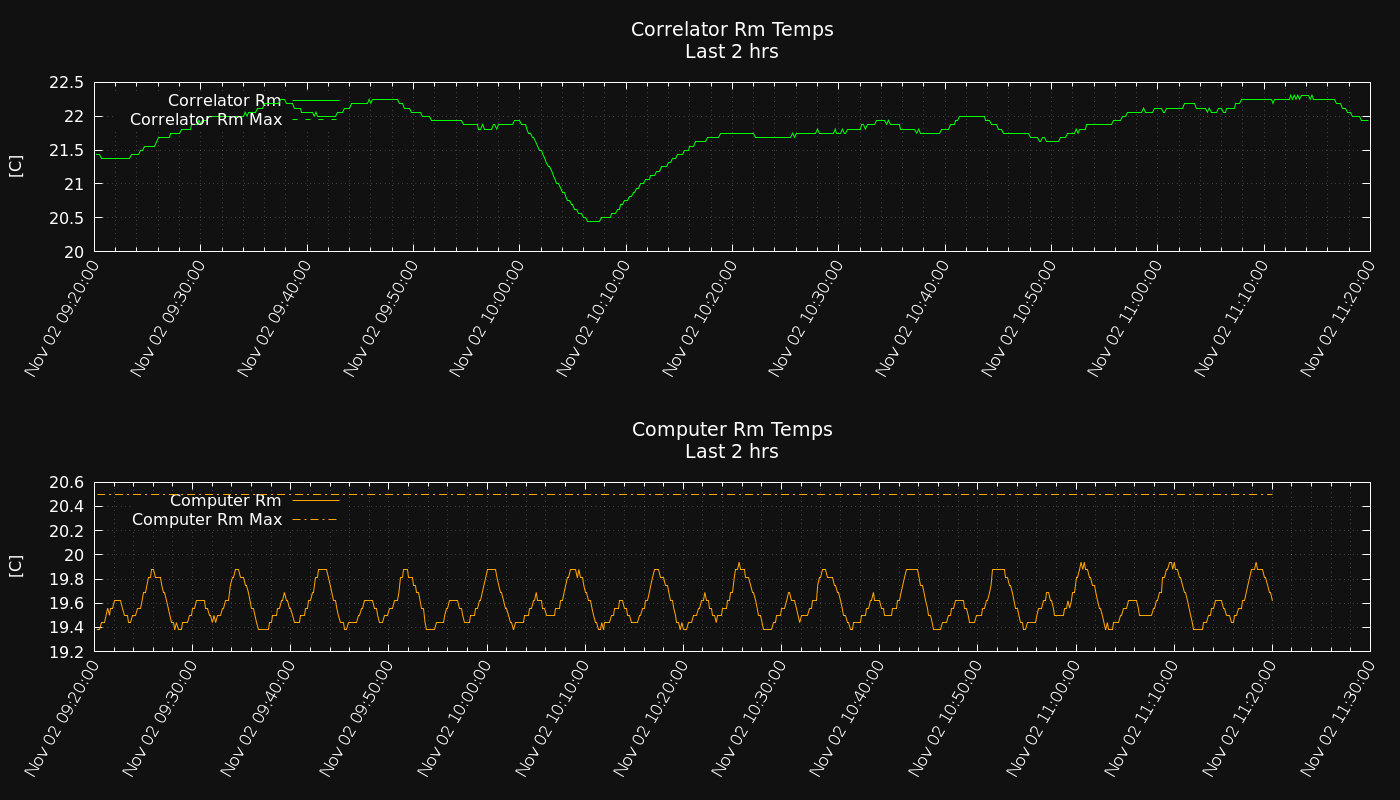 Correlator Rm Temps
Last 2 hrs
22.5
22
21.5
21
20.5
20
[C]
Correlator Rm
Correlator Rm Max
Nov 02 09:20:00
Nov 02 09:30:00
Nov 02 09:40:00
Nov 02 09:50:00
Nov 02 10:00:00
Nov 02 10:10:00
Nov 02 10:20:00
Nov 02 10:30:00
Nov 02 10:40:00
Nov 02 10:50:00
Nov 02 11:00:00
Nov 02 11:10:00
Nov 02 11:20:00
Computer Rm Temps
Last 2 hrs
20.6
20.4
20.2
20
19.8
19.6
19.4
19.2
[C]
Computer Rm
Computer Rm Max
Nov 02 09:20:00
Nov 02 09:30:00
Nov 02 09:40:00
Nov 02 09:50:00
Nov 02 10:00:00
Nov 02 10:10:00
Nov 02 10:20:00
Nov 02 10:30:00
Nov 02 10:40:00
Nov 02 10:50:00
Nov 02 11:00:00
Nov 02 11:10:00
Nov 02 11:20:00
Nov 02 11:30:00